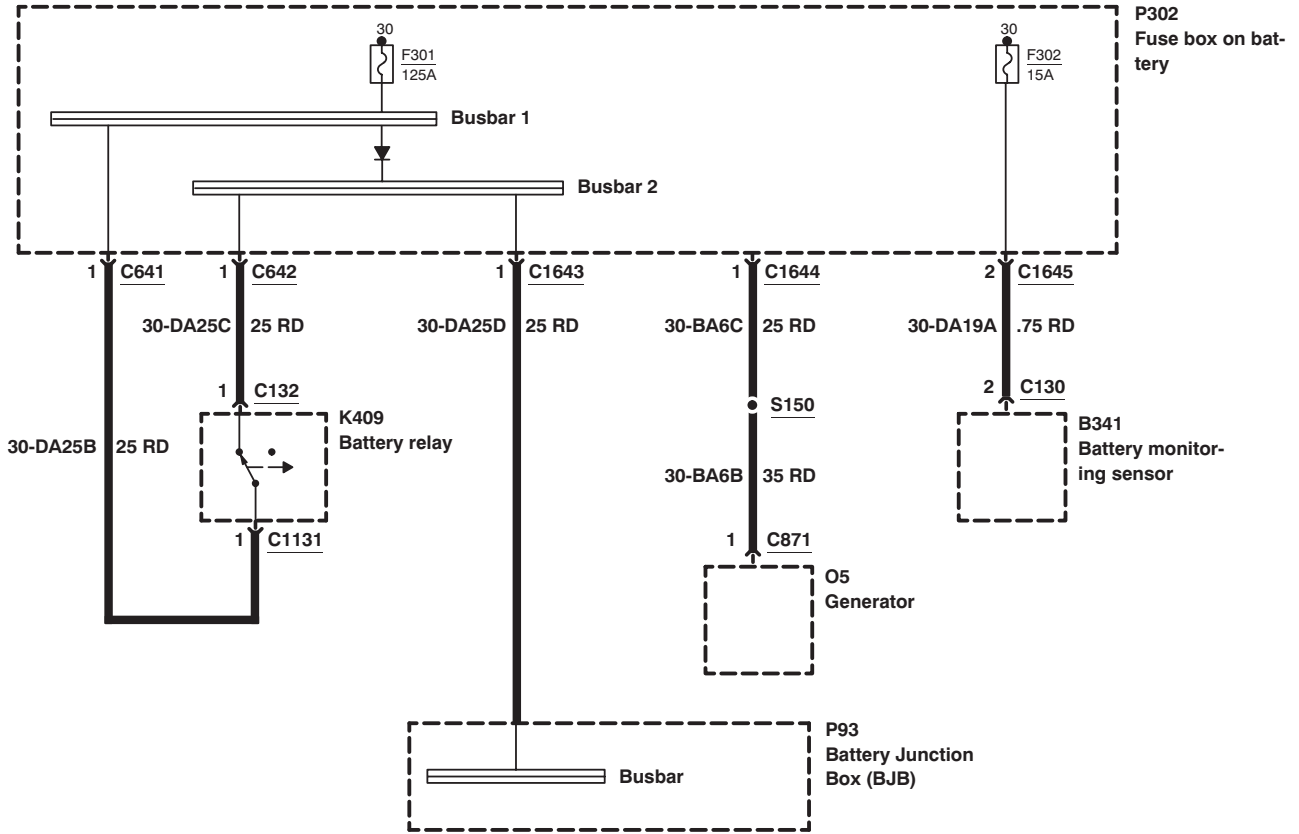 P302
Fuse box on bat-
tery
30
F301
125A
30
F302
15A
Busbar 1
Busbar 2
1 C641
1 C642
1 C1643
1 C1644
2 C1645
30-DA25C 25 RD
30-DA25D 25 RD
30-BA6C 25 RD
30-DA19A .75 RD
1 C132
2 C130
S150
K409
Battery relay
B341
Battery monitor-
ing sensor
30-DA25B 25 RD
30-BA6B 35 RD
1 C1131
1 C871
O5
Generator
P93
Battery Junction
Box (BJB)
Busbar